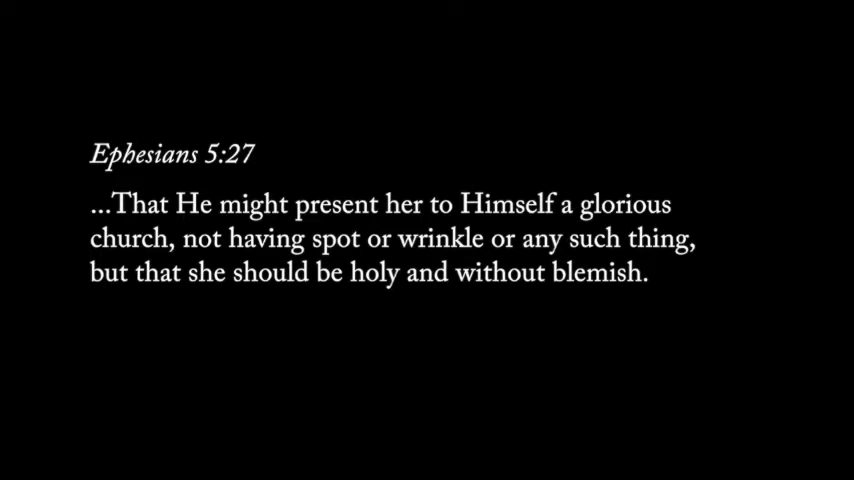 Ephesians 5:27
...That He might present her to Himself a glorious
church, not having spot or wrinkle or any such thing,
but that she should be holy and without blemish.